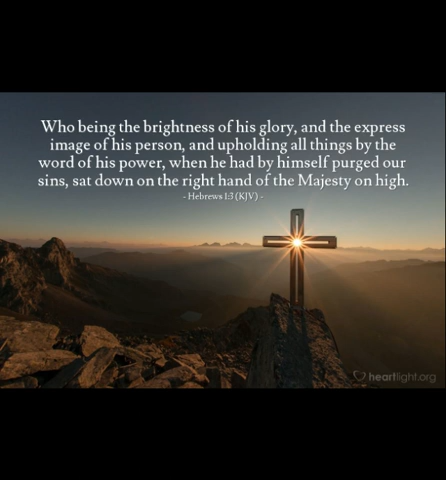 Who being the brightness of his glory, and the express
image of his person, and upholding all things by the
word of his power, when he had by himself purged our
sins, sat down on the right hand of the Majesty on high.
- Hebrews 1:3 (KJV) -
heartlight.org